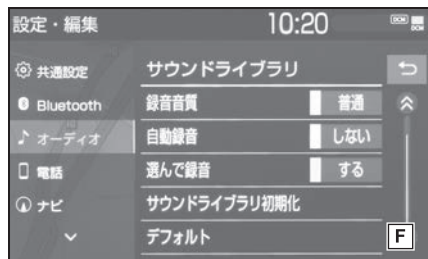 設定・編集
10:20
DCM
DCM
共通設定
Bluetooth
オーディオ
電話
ナビ
サウンドライブラリ
録音音質
普通
自動録音
しない
選んで録音
する
サウンドライブラリ初期化
デフォルト
F